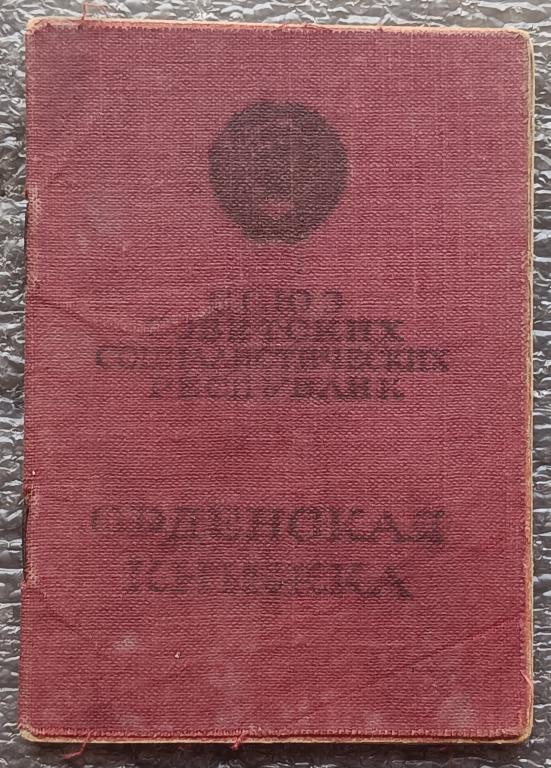 СОЮЗ
СОВЕТСКИХ
СОЦИАЛИСТИЧЕСКИХ
РЕСПУБЛИК
ОРДЕНСКАЯ
КНИЖКА